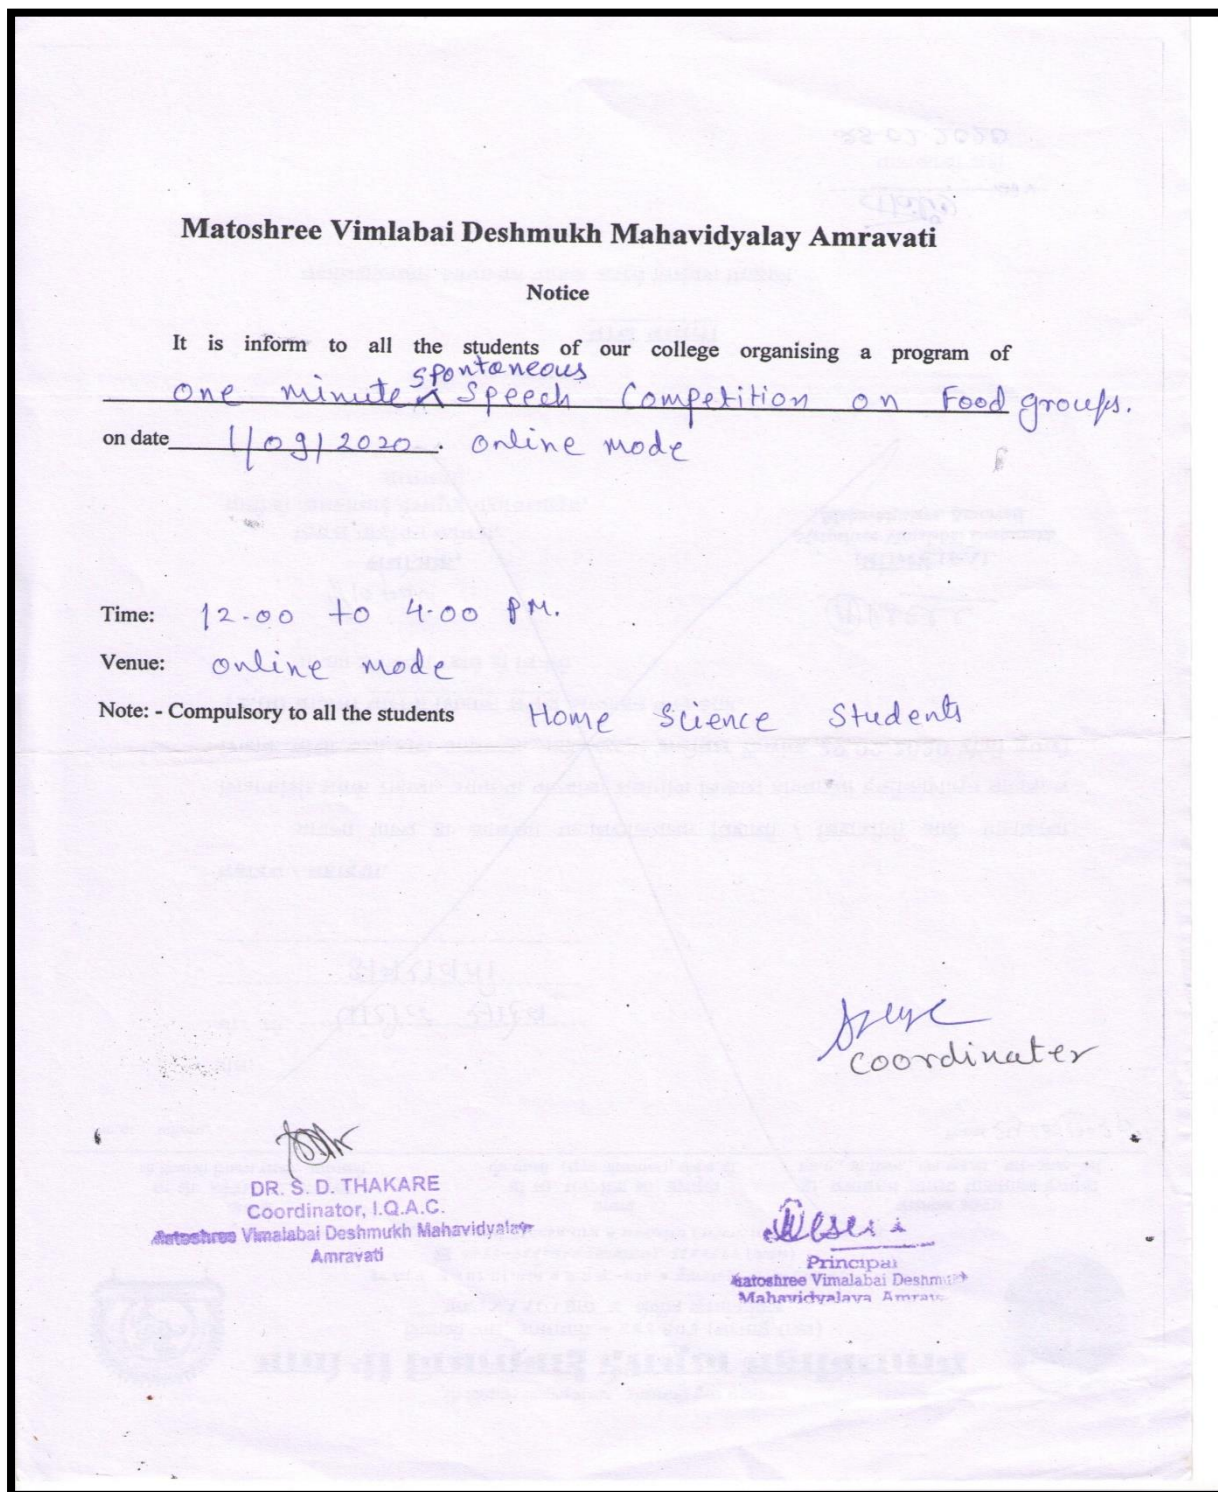 Matoshree Vimlabai Deshmukh Mahavidyalay Amravati
Notice
It is inform to all the students of our college organising a program of
one minute spontaneous Speech Competition on Food groups.
on date 1/09/2020. online mode
Time: 12.00 to 4.00 PM.
Venue: online mode
Note: - Compulsory to all the students Home Science Students
coordinater
DR. S. D. THAKARE
Coordinator, I.Q.A.C.
Matoshree Vimalabai Deshmukh Mahavidyalay
Amravati
Principal
Matoshree Vimalabai Deshmukh
Mahavidyalaya Amrava